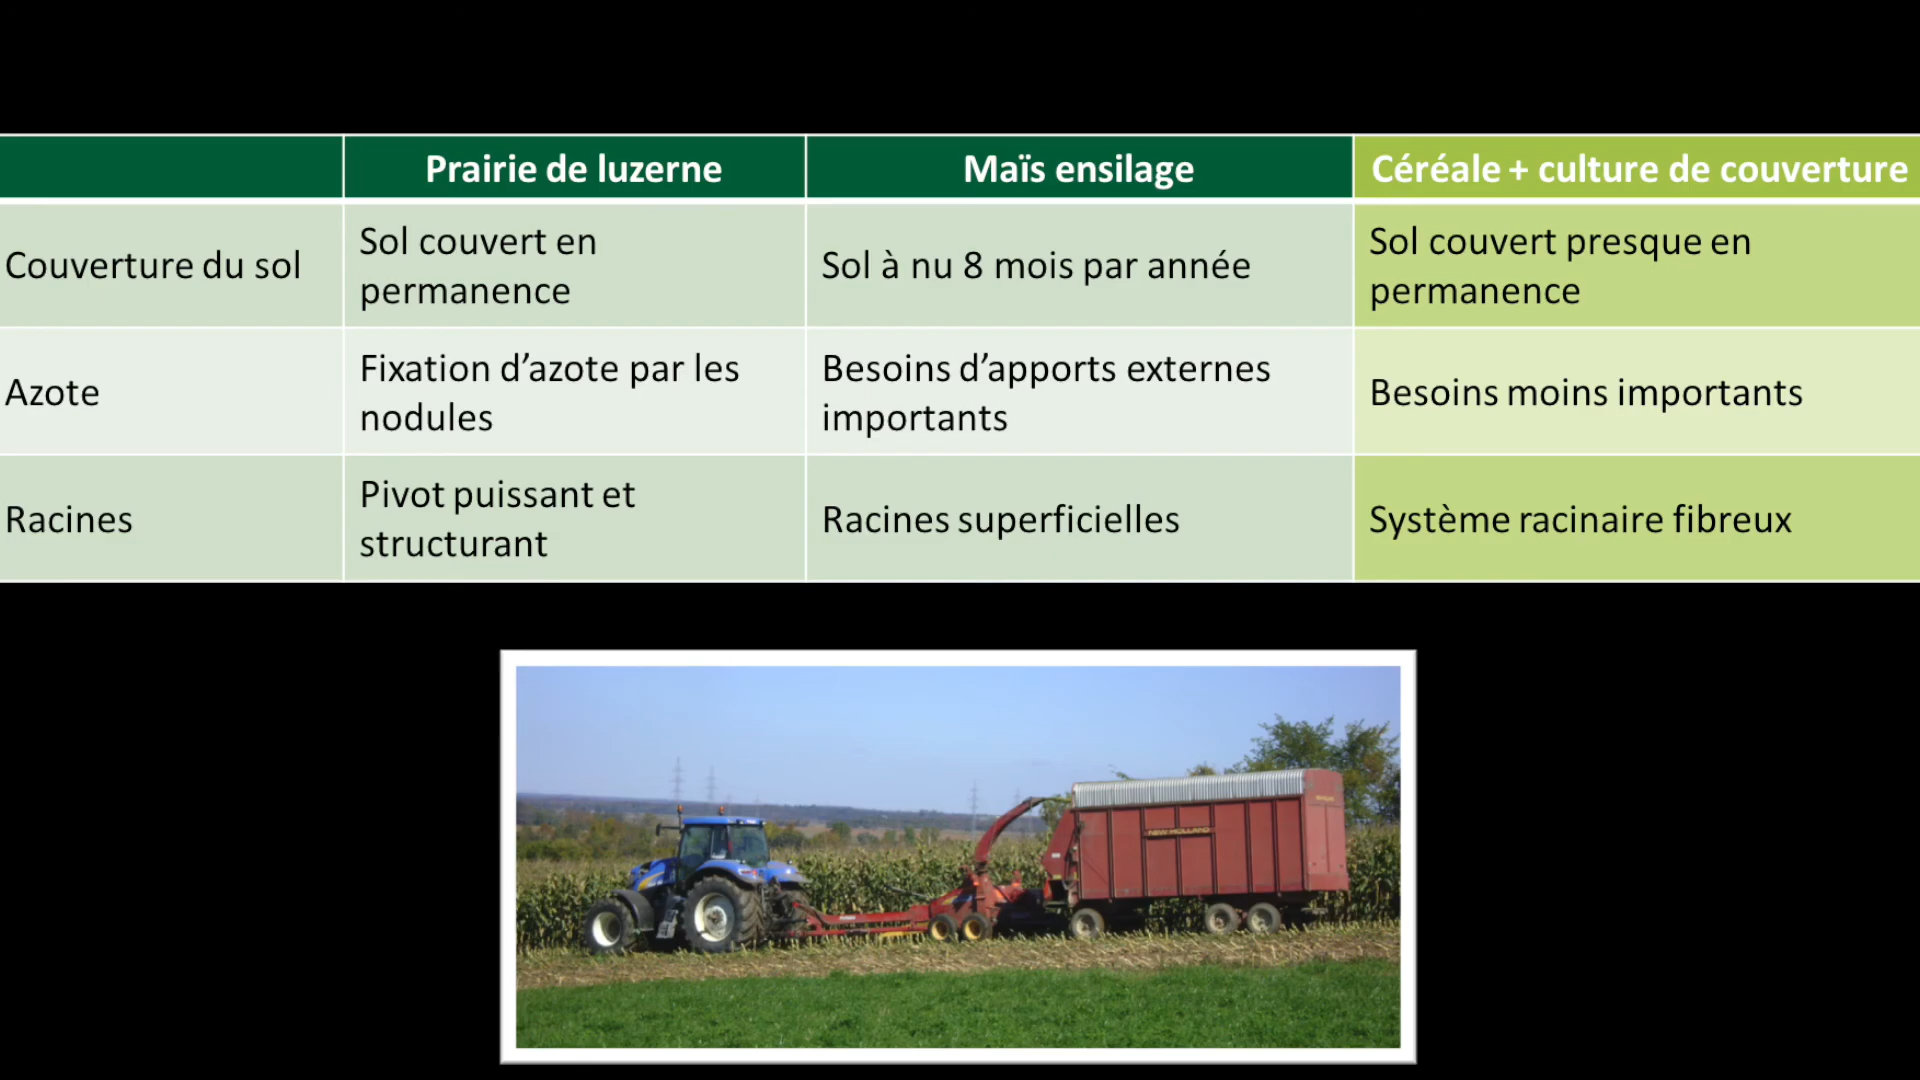 Prairie de luzerne
Maïs ensilage
Céréale + culture de couverture
Couverture du sol
Sol couvert en
permanence
Sol à nu 8 mois par année
Sol couvert presque en
permanence
Azote
Fixation d’azote par les
nodules
Besoins d’apports externes
importants
Besoins moins importants
Racines
Pivot puissant et
structurant
Racines superficielles
Système racinaire fibreux
NEW HOLLAND